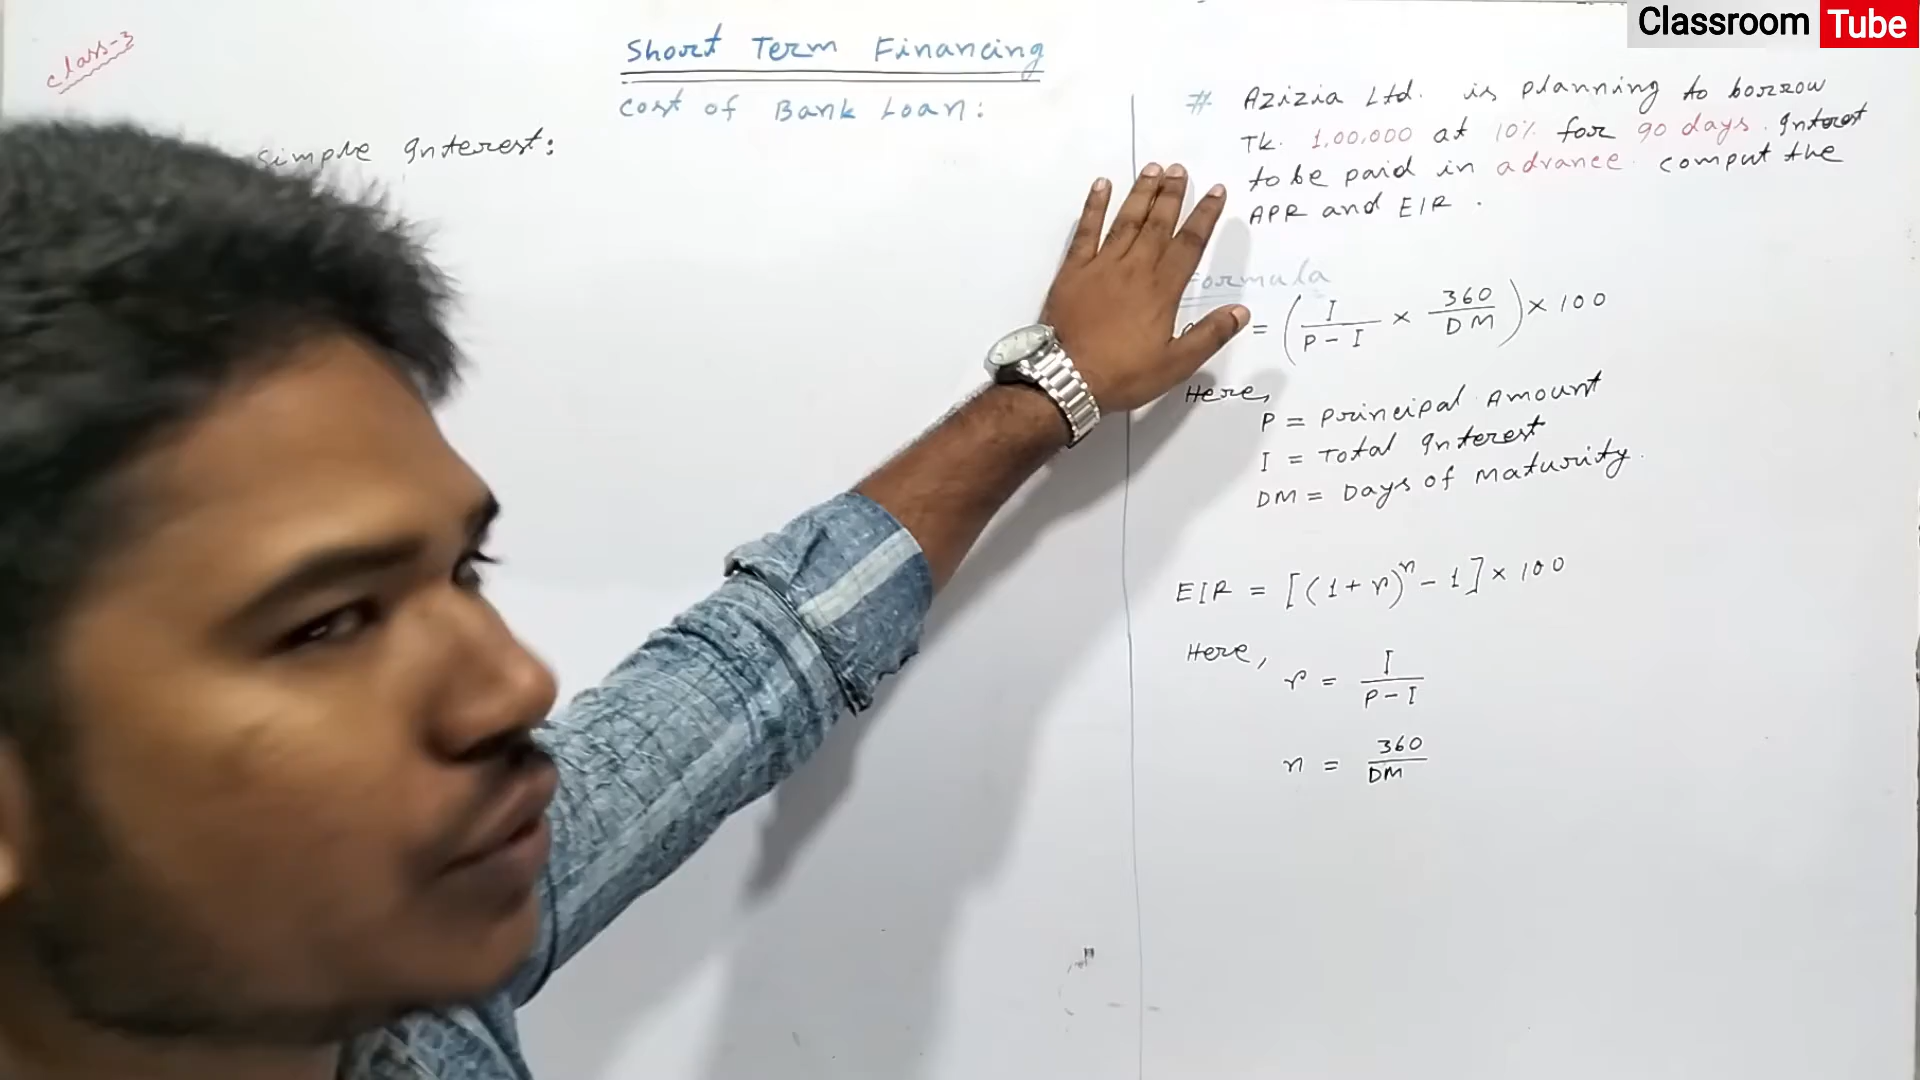 Classroom Tube
class-3
Short Term Financing
Cost of Bank Loan:
Simple Interest:
# Azizia Ltd. is planning to borrow
Tk. 1,00,000 at 10% for 90 days. Interest
to be paid in advance. comput the
APR and EIR.
Formula
= (I / P - I × 360 / DM) × 100
Here,
P = Principal Amount
I = Total Interest
DM = Days of maturity.
EIR = [(1 + r)^n - 1] × 100
Here,
r = I / P - I
n = 360 / DM